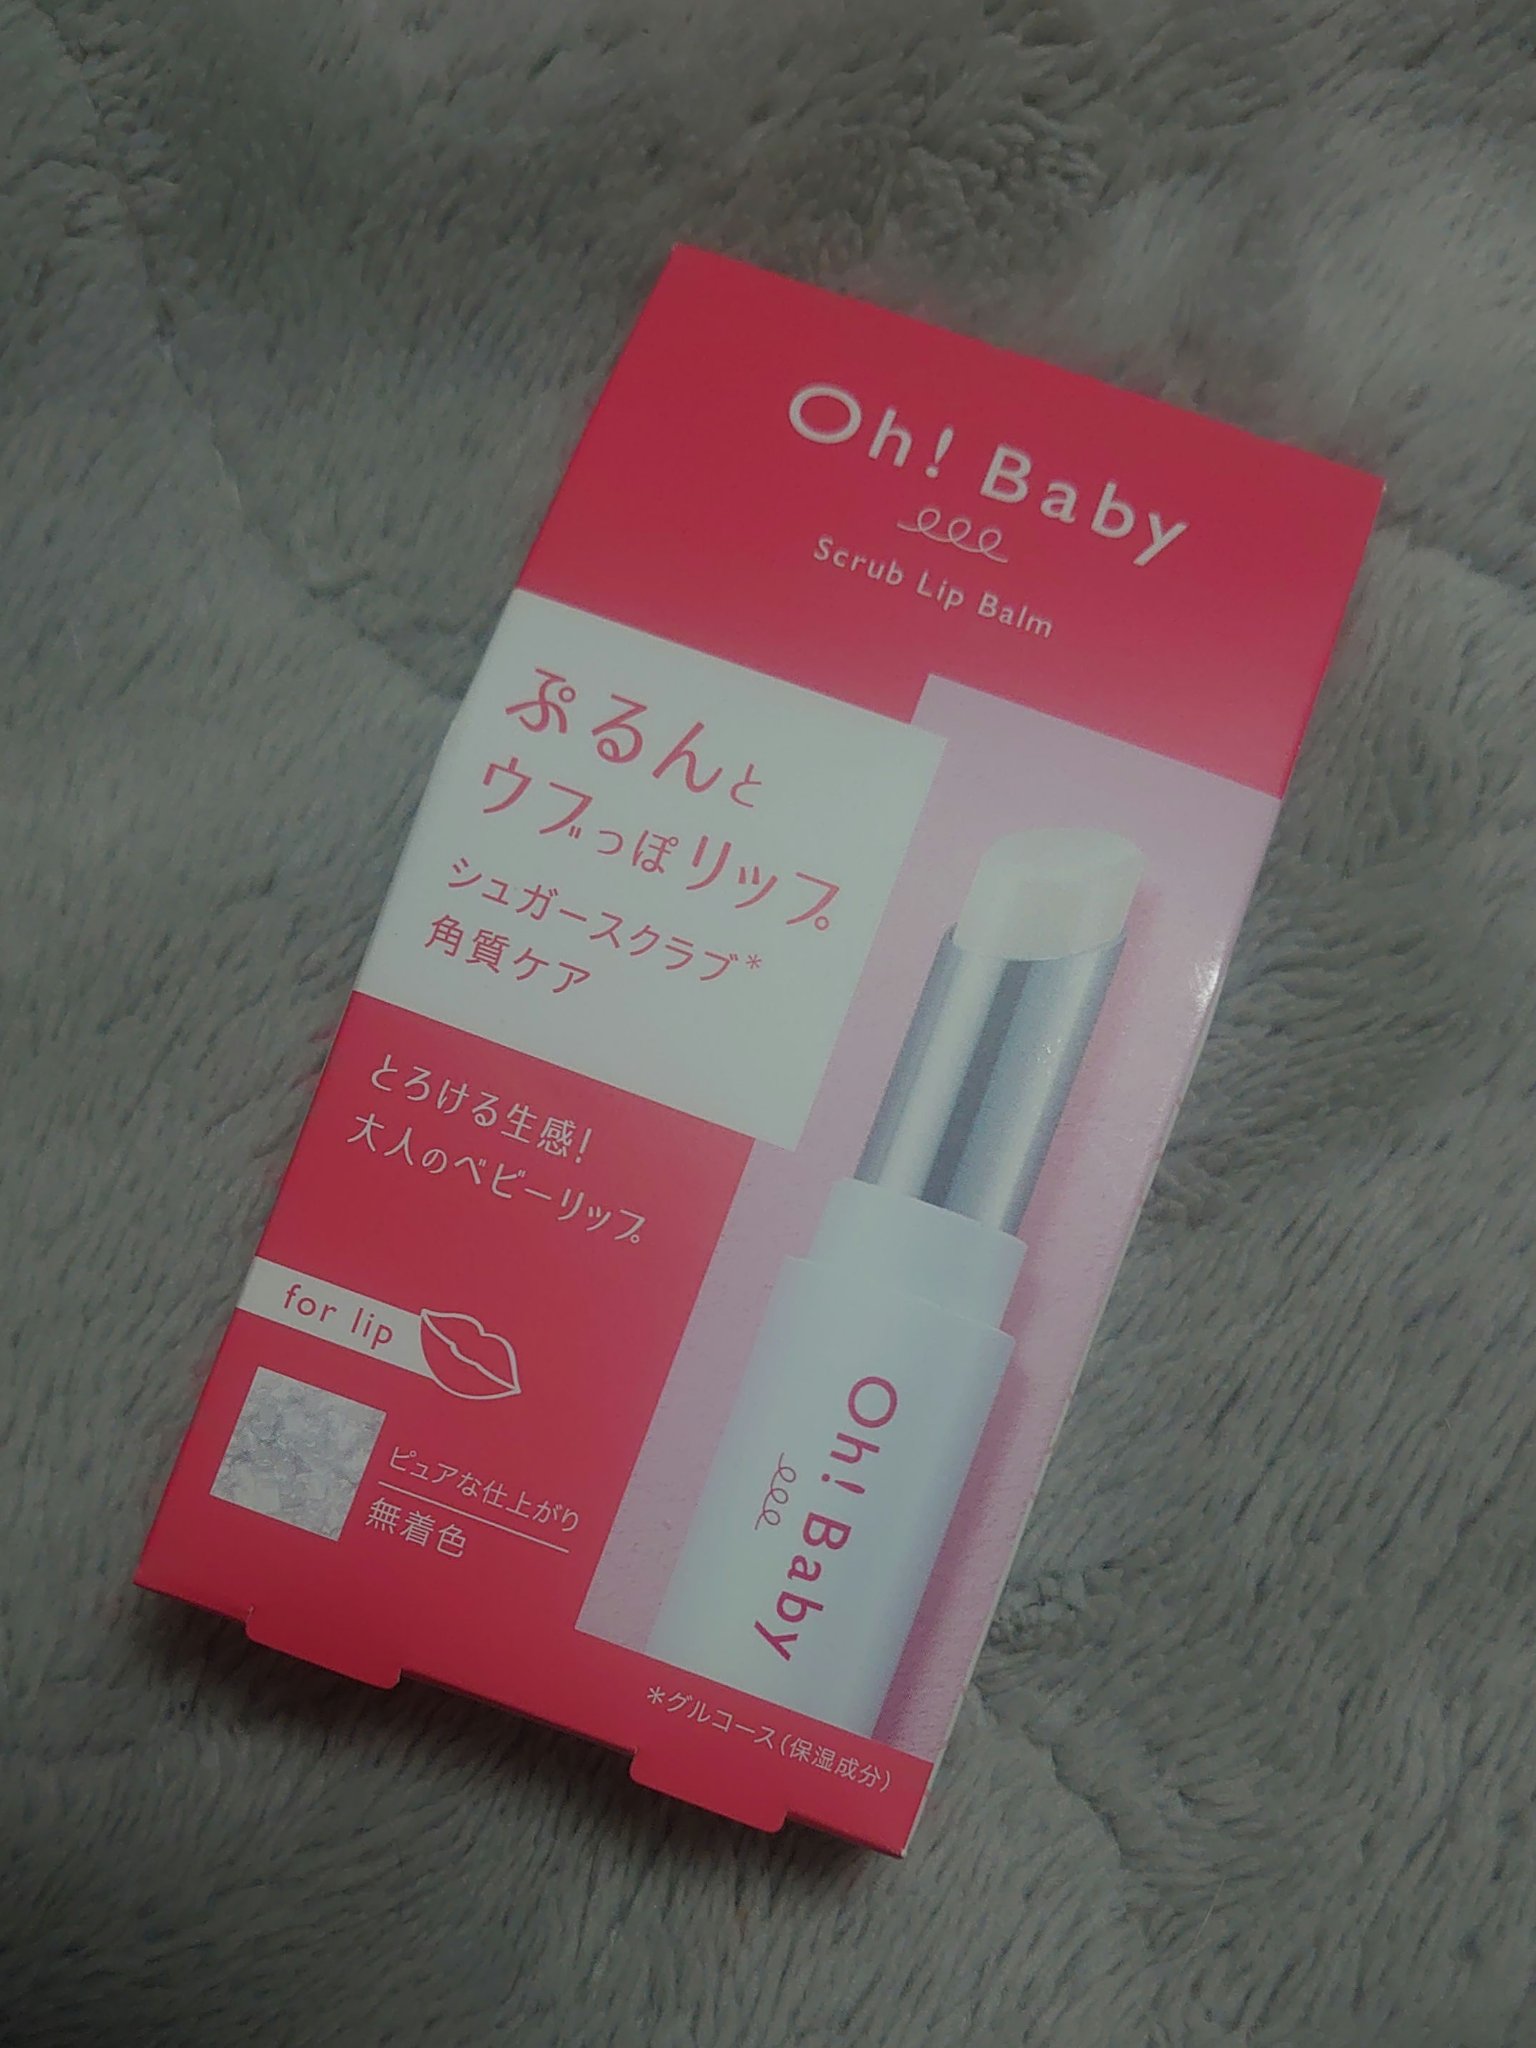 Oh! Baby
Scrub Lip Balm
ぷるんと
ウブっぽリップ。
シュガースクラブ*
角質ケア
とろける生感!
大人のベビーリップ。
for lip
ピュアな仕上がり
無着色
Oh! Baby
*グルコース(保湿成分)